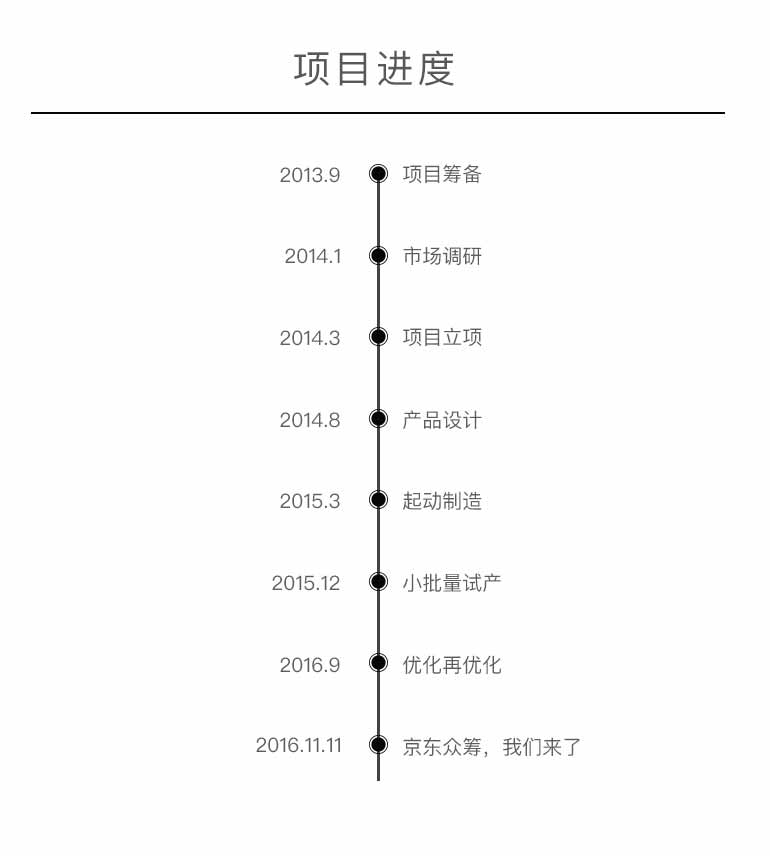 项目进度
2013.9 项目筹备
2014.1 市场调研
2014.3 项目立项
2014.8 产品设计
2015.3 起动制造
2015.12 小批量试产
2016.9 优化再优化
2016.11.11 京东众筹，我们来了